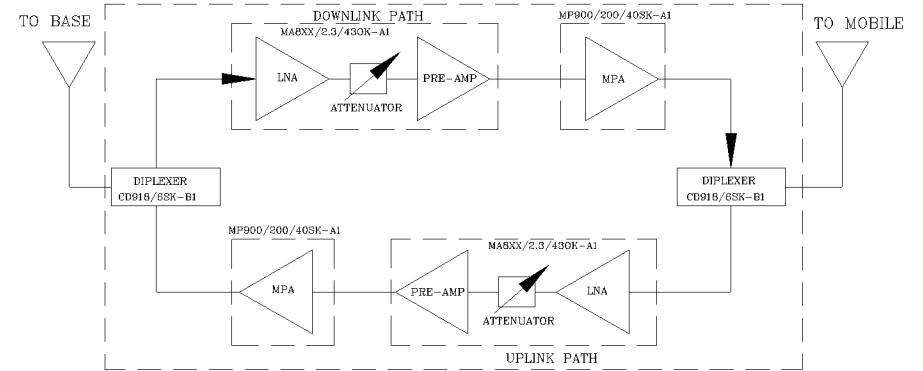 TO BASE
DOWNLINK PATH
MA8XX/2.3/430K-A1
MP900/200/40SK-A1
TO MOBILE
LNA
ATTENUATOR
PRE-AMP
MPA
DIPLEXER
CD918/6SK-B1
DIPLEXER
CD918/6SK-B1
MP900/200/40SK-A1
MA8XX/2.3/430K-A1
MPA
PRE-AMP
ATTENUATOR
LNA
UPLINK PATH